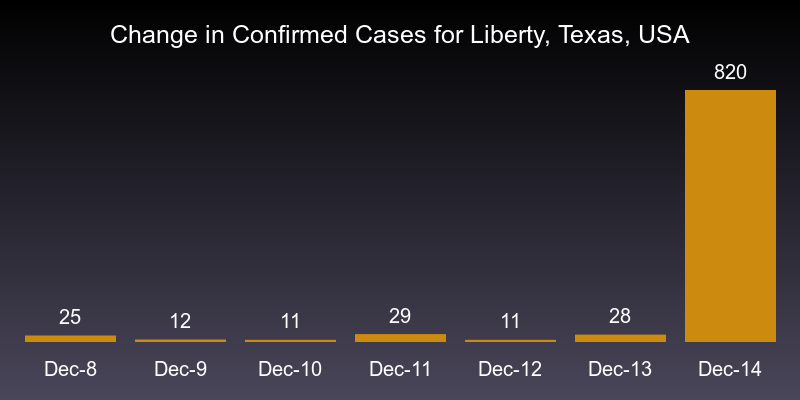 Change in Confirmed Cases for Liberty, Texas, USA
820
25
12
11
29
11
28
Dec-8
Dec-9
Dec-10
Dec-11
Dec-12
Dec-13
Dec-14